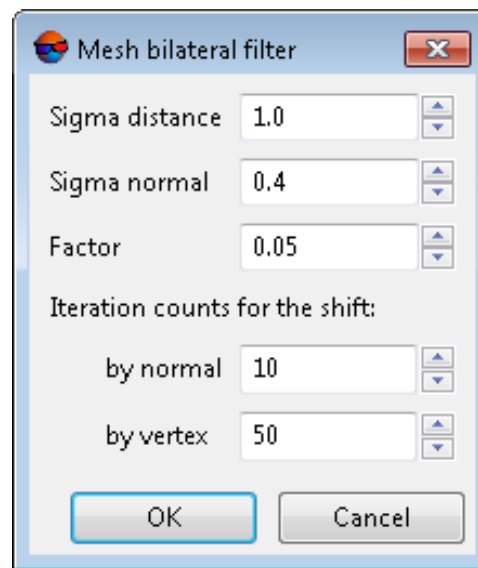 Mesh bilateral filter
Sigma distance 1.0
Sigma normal 0.4
Factor 0.05
Iteration counts for the shift:
by normal 10
by vertex 50
OK Cancel